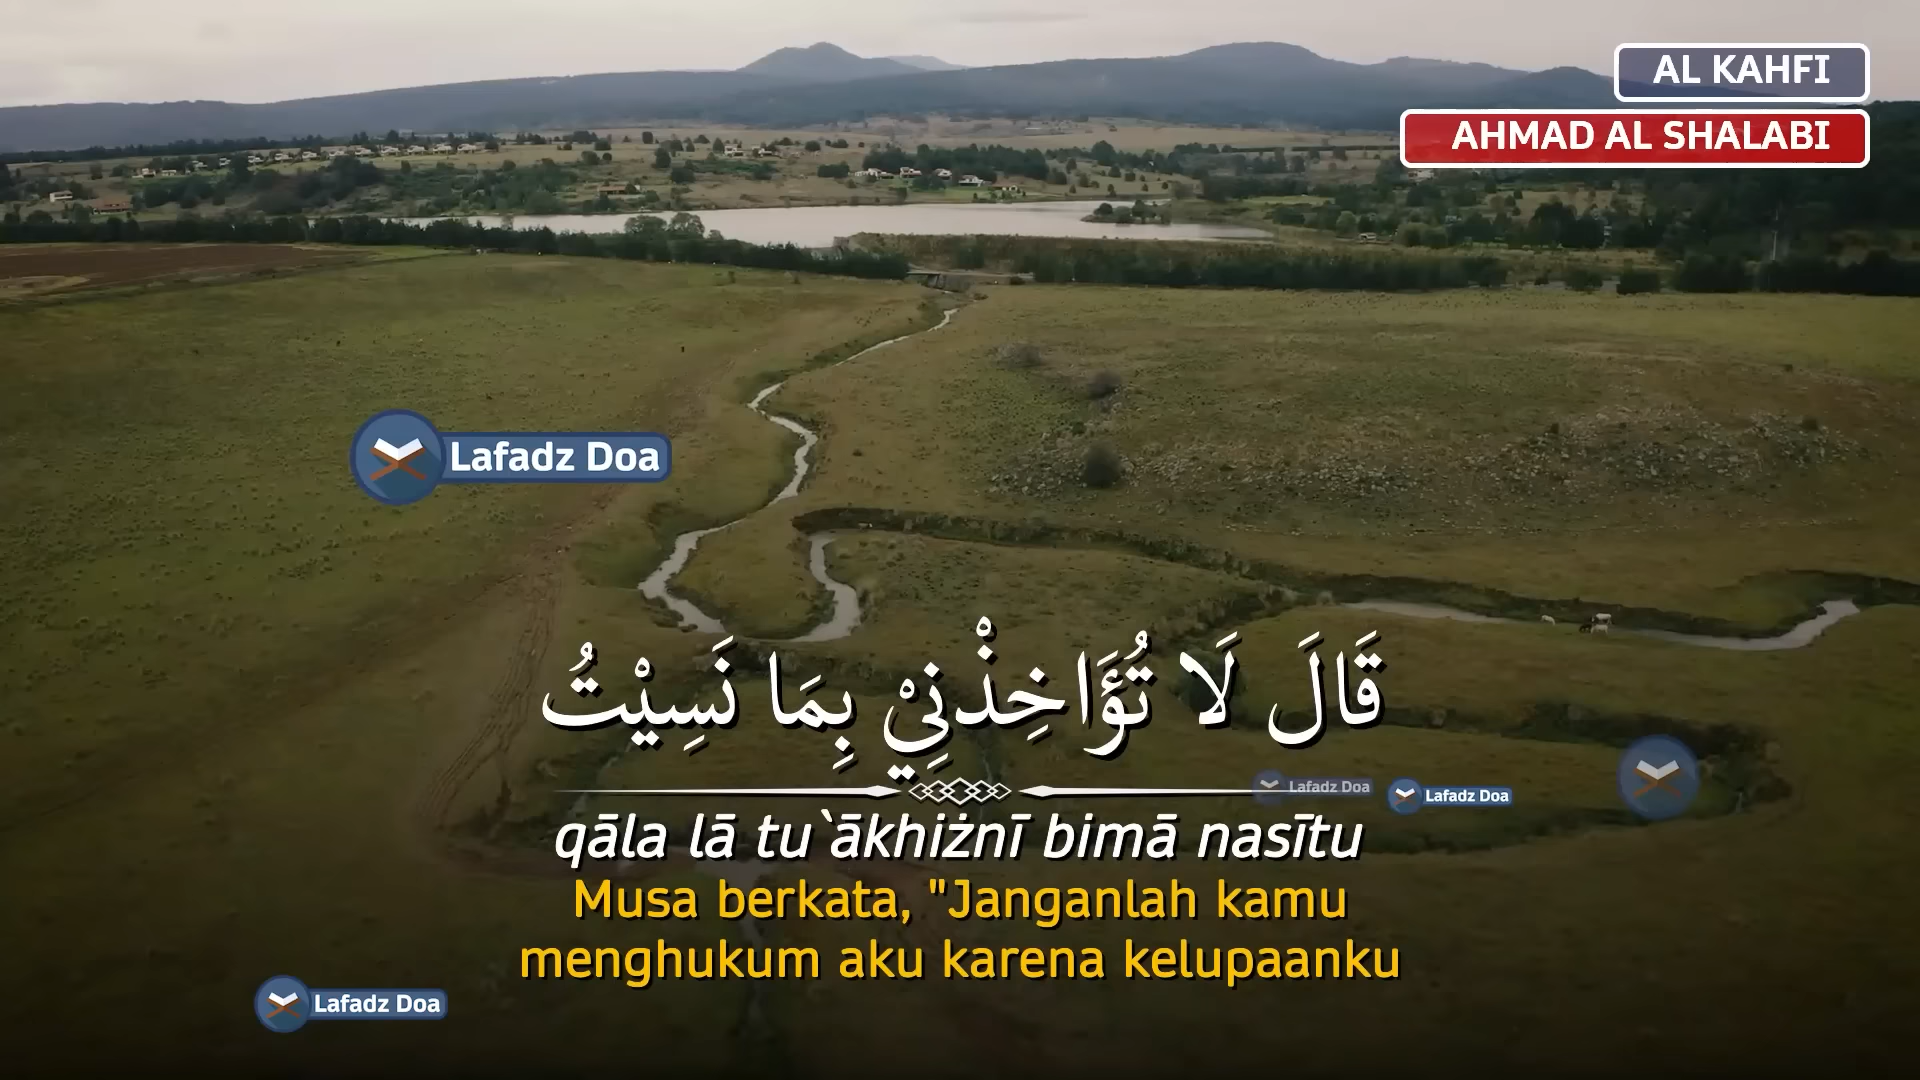 AL KAHFI
AHMAD AL SHALABI
Lafadz Doa
قَالَ لَا تُؤَاخِذْنِيْ بِمَا نَسِيْتُ
Lafadz Doa
Lafadz Doa
qāla lā tu`ākhiżnī bimā nasītu
Musa berkata, "Janganlah kamu
menghukum aku karena kelupaanku
Lafadz Doa